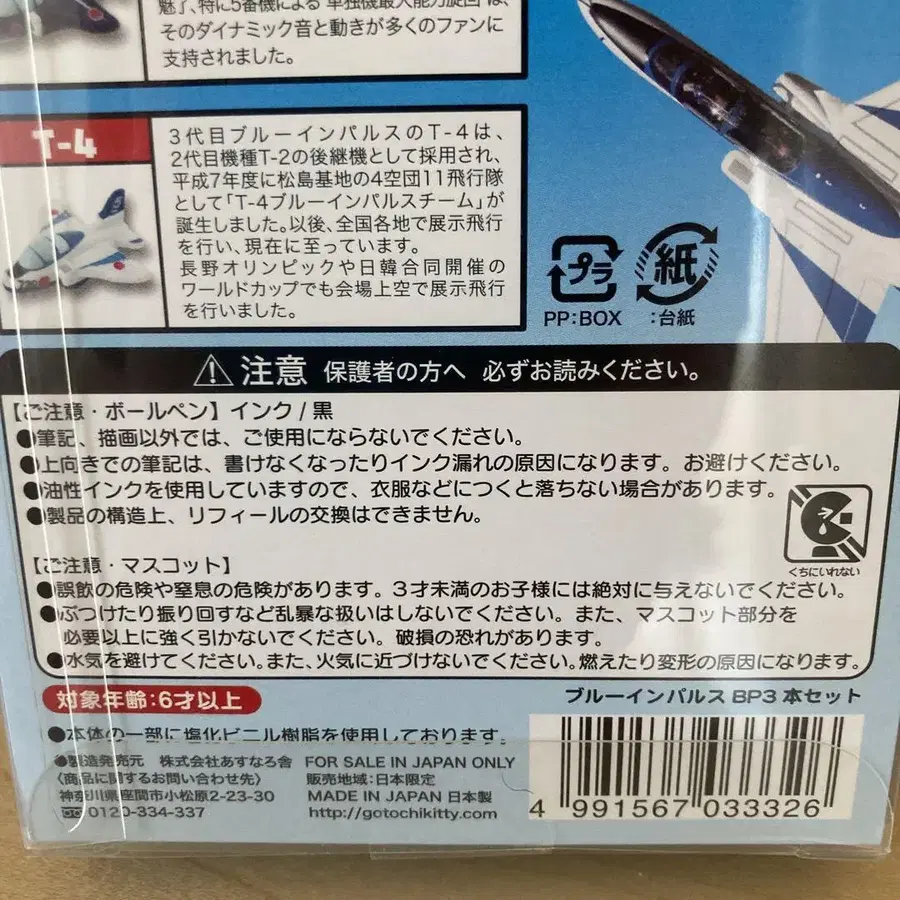 魅了、特に5番機による"単独機最大能力旋回"は、
そのダイナミック音と動きが多くのファンに
支持されました。
T-4
3代目ブルーインパルスのT-4は、
2代目機種T-2の後継機として採用され、
平成7年度に松島基地の4空団11飛行隊
として「T-4ブルーインパルスチーム」が
誕生しました。以後、全国各地で展示飛行
を行い、現在に至っています。
長野オリンピックや日韓合同開催の
ワールドカップでも会場上空で展示飛行
を行いました。
プラ
紙
PP:BOX
:台紙
注意 保護者の方へ 必ずお読みください。
【ご注意・ボールペン】インク/黒
●筆記、描画以外では、ご使用にならないでください。
●上向きでの筆記は、書けなくなったりインク漏れの原因になります。お避けください。
●油性インクを使用していますので、衣服などにつくと落ちない場合があります。
●製品の構造上、リフィールの交換はできません。
くちにいれない
【ご注意・マスコット】
●誤飲の危険や窒息の危険があります。3才未満のお子様には絶対に与えないでください。
●ぶつけたり振り回すなど乱暴な扱いはしないでください。また、マスコット部分を
必要以上に強く引かないでください。破損の恐れがあります。
●水気を避けてください。また、火気に近づけないでください。燃えたり変形の原因になります。
対象年齢:6才以上
ブルーインパルス BP3 本セット
●本体の一部に塩化ビニル樹脂を使用しております。
●製造発売元 株式会社あすなろ舎
〈商品に関するお問い合わせ先〉
神奈川県座間市小松原2-23-30
0120-334-337
FOR SALE IN JAPAN ONLY
販売地域:日本限定
MADE IN JAPAN 日本製
http://gotochikitty.com
4 991567 033326